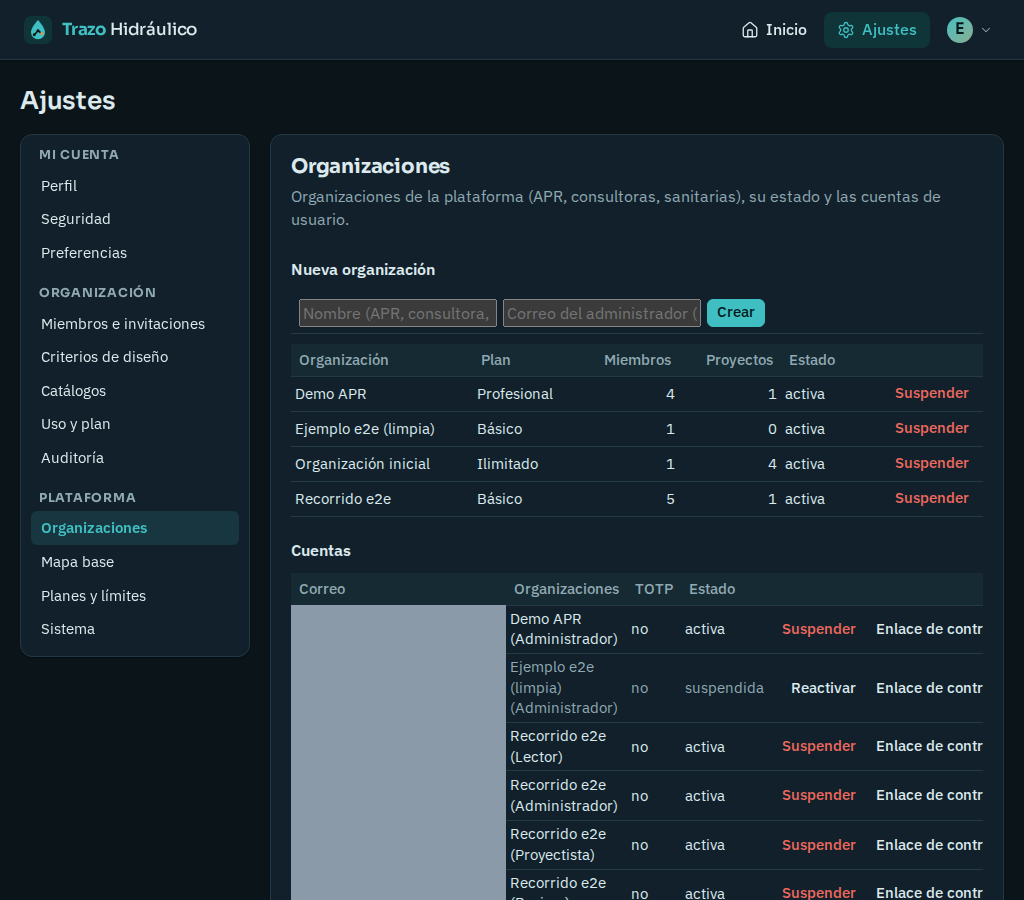 Trazo Hidráulico
Inicio
Ajustes
E
Ajustes
MI CUENTA
Perfil
Seguridad
Preferencias
ORGANIZACIÓN
Miembros e invitaciones
Criterios de diseño
Catálogos
Uso y plan
Auditoría
PLATAFORMA
Organizaciones
Mapa base
Planes y límites
Sistema
Organizaciones
Organizaciones de la plataforma (APR, consultoras, sanitarias), su estado y las cuentas de
usuario.
Nueva organización
Nombre (APR, consultora, Correo del administrador ( Crear
Organización Plan Miembros Proyectos Estado
Demo APR Profesional 4 1 activa Suspender
Ejemplo e2e (limpia) Básico 1 0 activa Suspender
Organización inicial Ilimitado 1 4 activa Suspender
Recorrido e2e Básico 5 1 activa Suspender
Cuentas
Correo Organizaciones TOTP Estado
Demo APR
(Administrador) no activa Suspender Enlace de contr
Ejemplo e2e
(limpia) no suspendida Reactivar Enlace de contr
(Administrador)
Recorrido e2e
(Lector) no activa Suspender Enlace de contr
Recorrido e2e
(Administrador) no activa Suspender Enlace de contr
Recorrido e2e
(Proyectista) no activa Suspender Enlace de contr
Recorrido e2e
no activa Suspender Enlace de contr